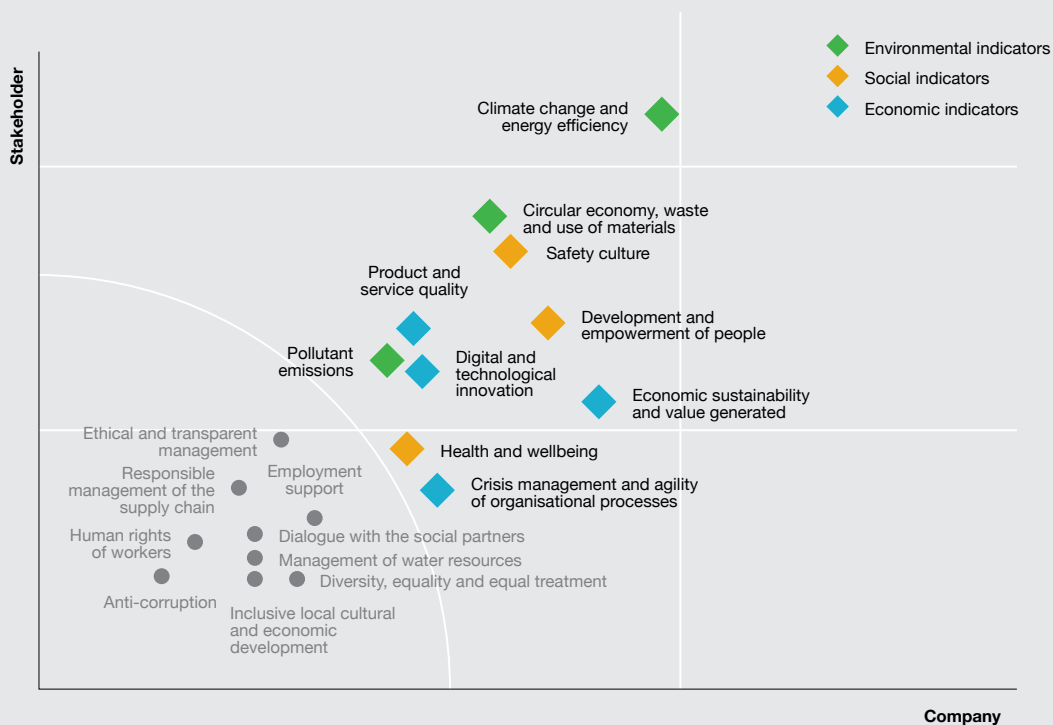 Stakeholder
Environmental indicators
Social indicators
Economic indicators
Climate change and
energy efficiency
Circular economy, waste
and use of materials
Safety culture
Product and
service quality
Development and
empowerment of people
Pollutant
emissions
Digital and
technological
innovation
Economic sustainability
and value generated
Ethical and transparent
management
Health and wellbeing
Responsible
management of the
supply chain
Employment
support
Crisis management and agility
of organisational processes
Human rights
of workers
Dialogue with the social partners
Management of water resources
Diversity, equality and equal treatment
Anti-corruption
Inclusive local cultural
and economic
development
Company